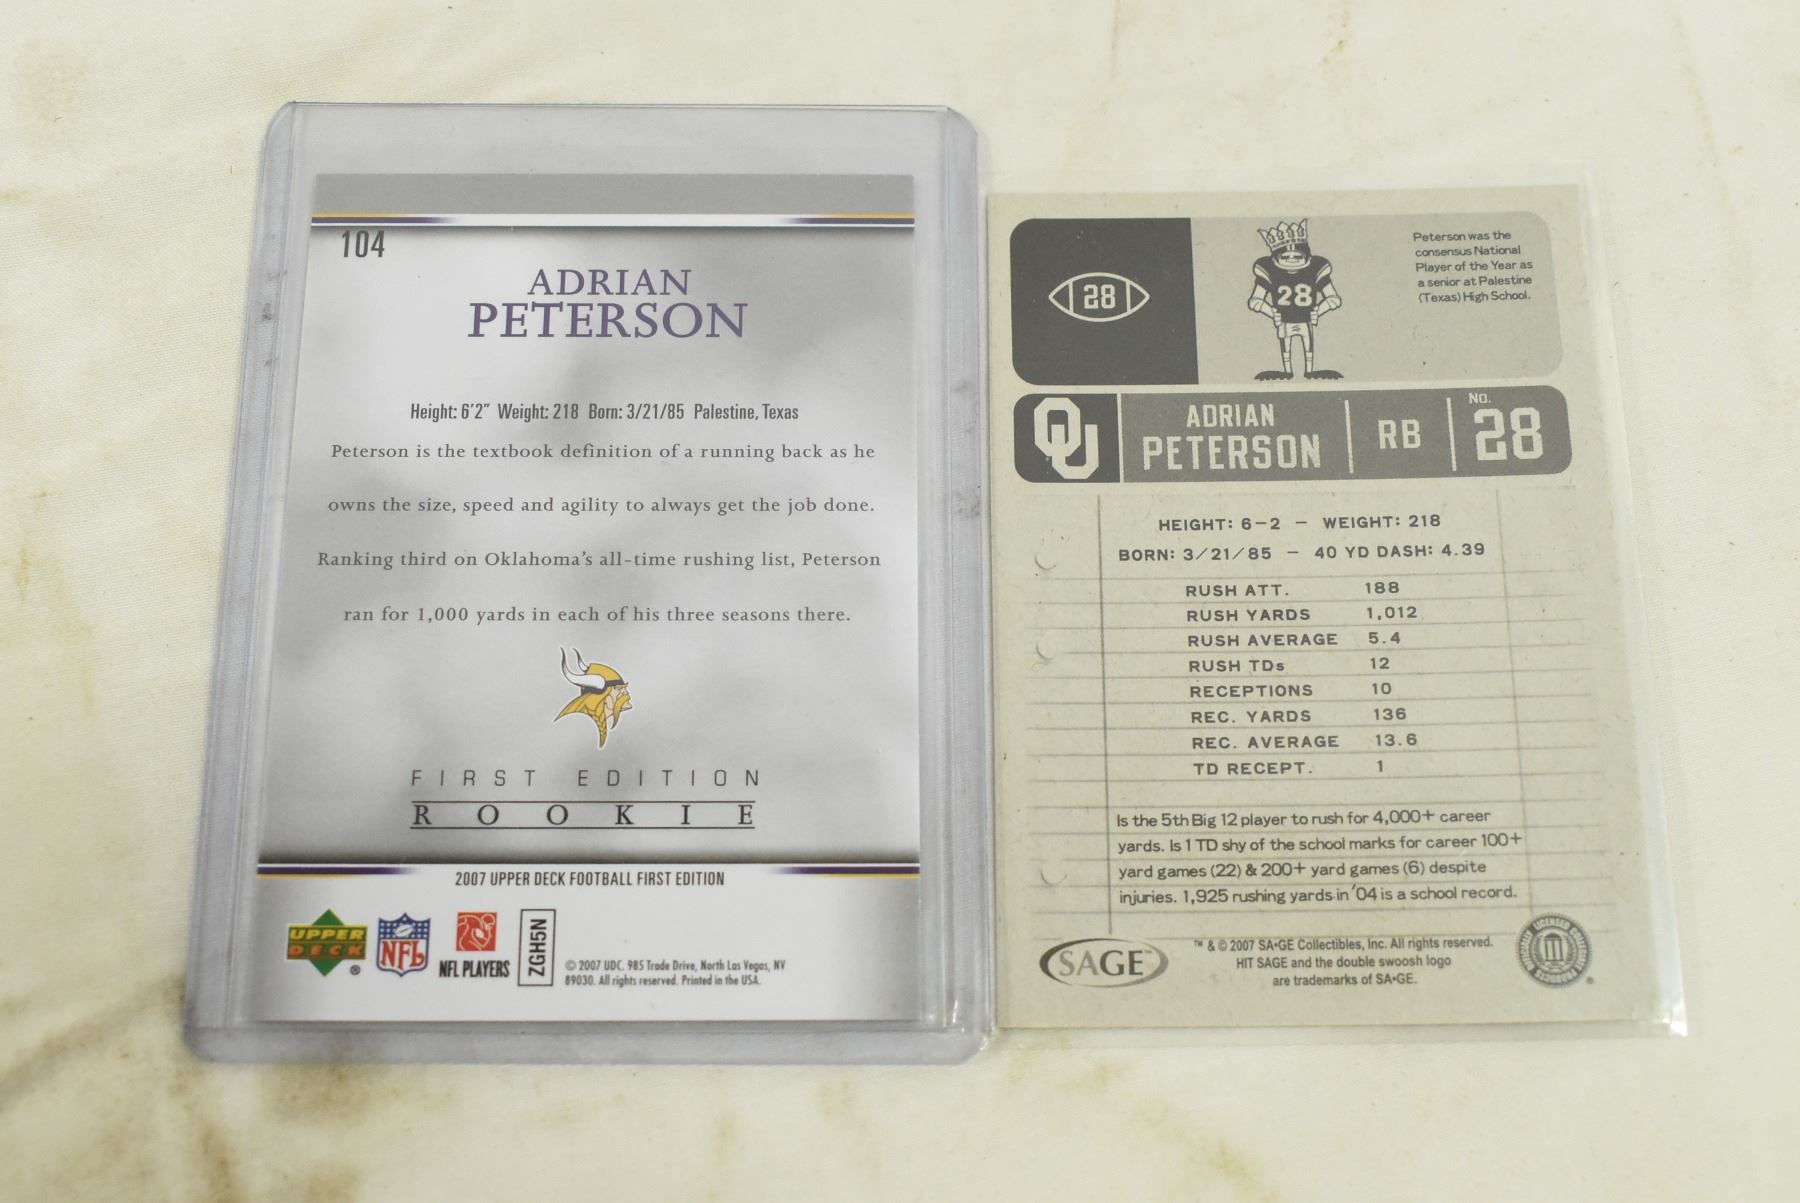 104
ADRIAN
PETERSON
Height: 6'2" Weight: 218 Born: 3/21/85 Palestine, Texas
Peterson is the textbook definition of a running back as he
owns the size, speed and agility to always get the job done.
Ranking third on Oklahoma's all-time rushing list, Peterson
ran for 1,000 yards in each of his three seasons there.
FIRST EDITION
ROOKIE
2007 UPPER DECK FOOTBALL FIRST EDITION
UPPER
DECK
®
NFL
NFL PLAYERS
ZGH5N
© 2007 UDC. 985 Trade Drive, North Las Vegas, NV
89030. All rights reserved. Printed in the USA.
28
28
Peterson was the
consensus National
Player of the Year as
a senior at Palestine
(Texas) High School.
OU
ADRIAN
PETERSON
RB
NO.
28
HEIGHT: 6-2 - WEIGHT: 218
BORN: 3/21/85 - 40 YD DASH: 4.39
RUSH ATT. 188
RUSH YARDS 1,012
RUSH AVERAGE 5.4
RUSH TDs 12
RECEPTIONS 10
REC. YARDS 136
REC. AVERAGE 13.6
TD RECEPT. 1
Is the 5th Big 12 player to rush for 4,000+ career
yards. Is 1 TD shy of the school marks for career 100+
yard games (22) & 200+ yard games (6) despite
injuries. 1,925 rushing yards in '04 is a school record.
SAGE
™ & © 2007 SA•GE Collectibles, Inc. All rights reserved.
HIT SAGE and the double swoosh logo
are trademarks of SA•GE.
®